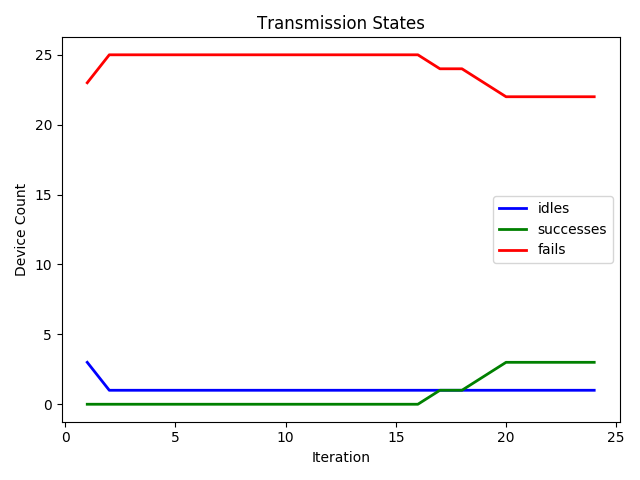 Transmission States
25
20
15
10
5
0
Device Count
idles
successes
fails
0 5 10 15 20 25
Iteration